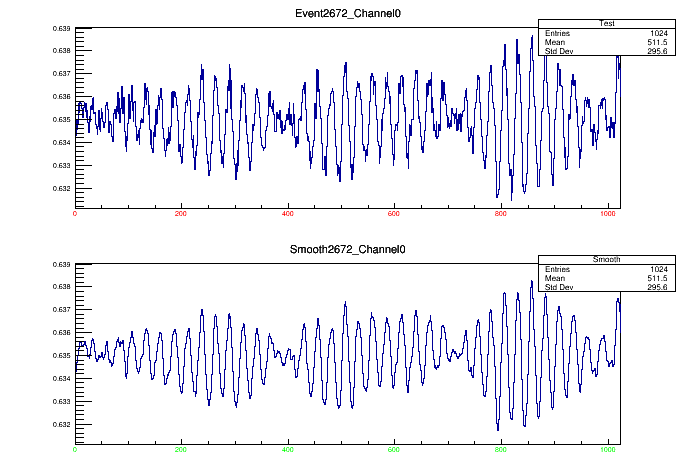 Event2672_Channel0
Test
Entries 1024
Mean 511.5
Std Dev 295.6
0.639
0.638
0.637
0.636
0.635
0.634
0.633
0.632
0 200 400 600 800 1000
Smooth2672_Channel0
Smooth
Entries 1024
Mean 511.5
Std Dev 295.6
0.639
0.638
0.637
0.636
0.635
0.634
0.633
0.632
0 200 400 600 800 1000